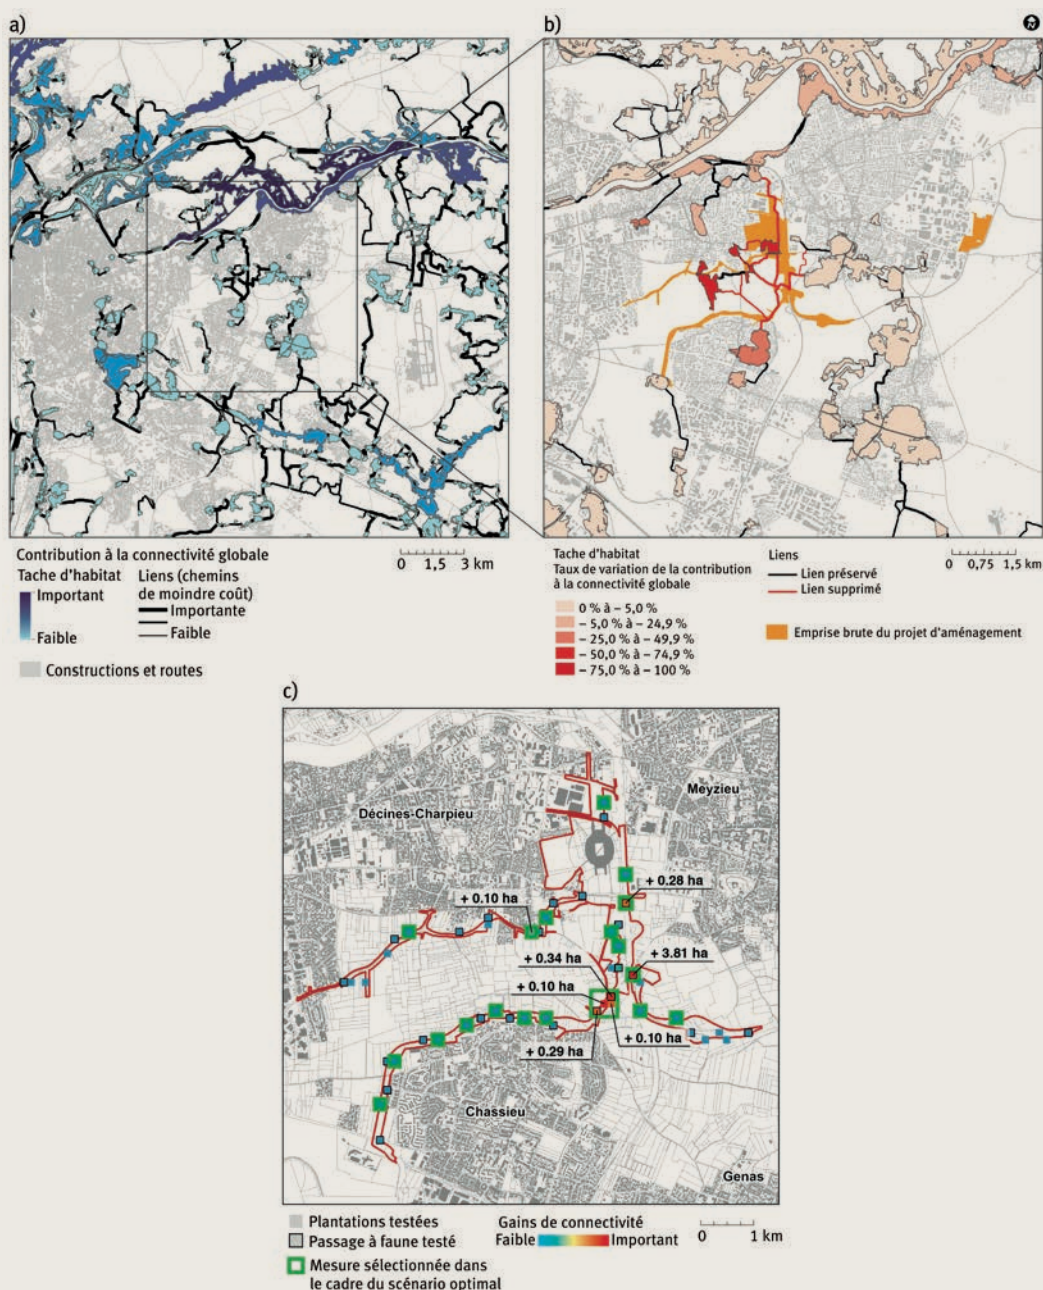 a)
b)
Contribution à la connectivité globale
Tache d'habitat
Important
Faible
Liens (chemins
de moindre coût)
Importante
Faible
Constructions et routes
0 1,5 3 km
Tache d'habitat
Taux de variation de la contribution
à la connectivité globale
0 % à – 5,0 %
– 5,0 % à – 24,9 %
– 25,0 % à – 49,9 %
– 50,0 % à – 74,9 %
– 75,0 % à – 100 %
Liens
Lien préservé
Lien supprimé
Emprise brute du projet d'aménagement
0 0,75 1,5 km
c)
Meyzieu
Décines-Charpieu
+ 0.28 ha
+ 0.10 ha
+ 3.81 ha
+ 0.34 ha
+ 0.10 ha
+ 0.10 ha
+ 0.29 ha
Chassieu
Genas
Plantations testées
Passage à faune testé
Mesure sélectionnée dans
le cadre du scénario optimal
Gains de connectivité
Faible Important
0 1 km